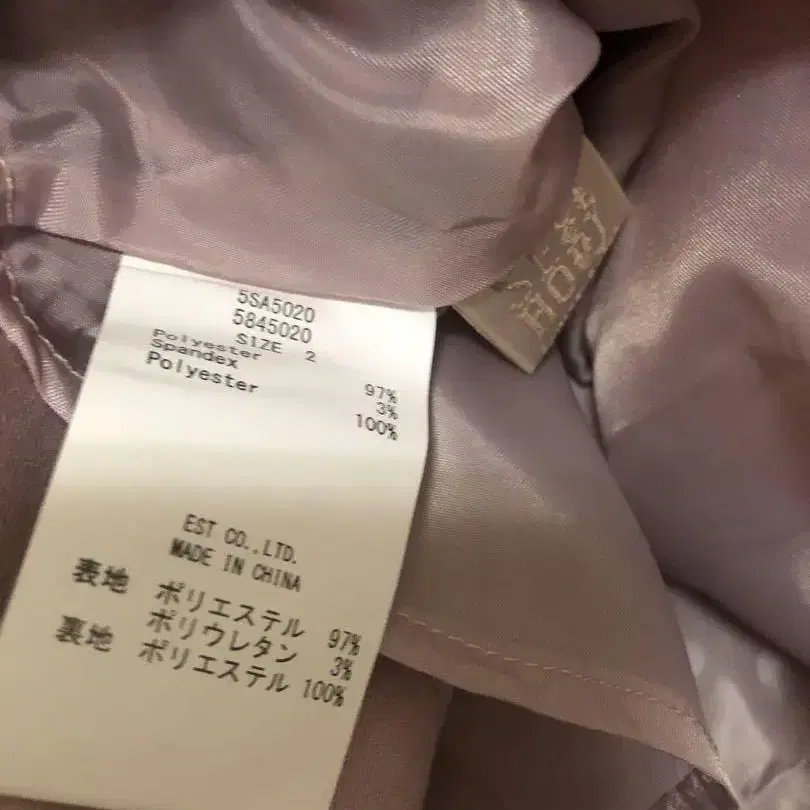 5SA5020
5845020
SIZE 2
Polyester 97%
Spandex 3%
Polyester 100%
EST CO.,LTD.
MADE IN CHINA
表地 ポリエステル 97%
ポリウレタン 3%
裏地 ポリエステル 100%